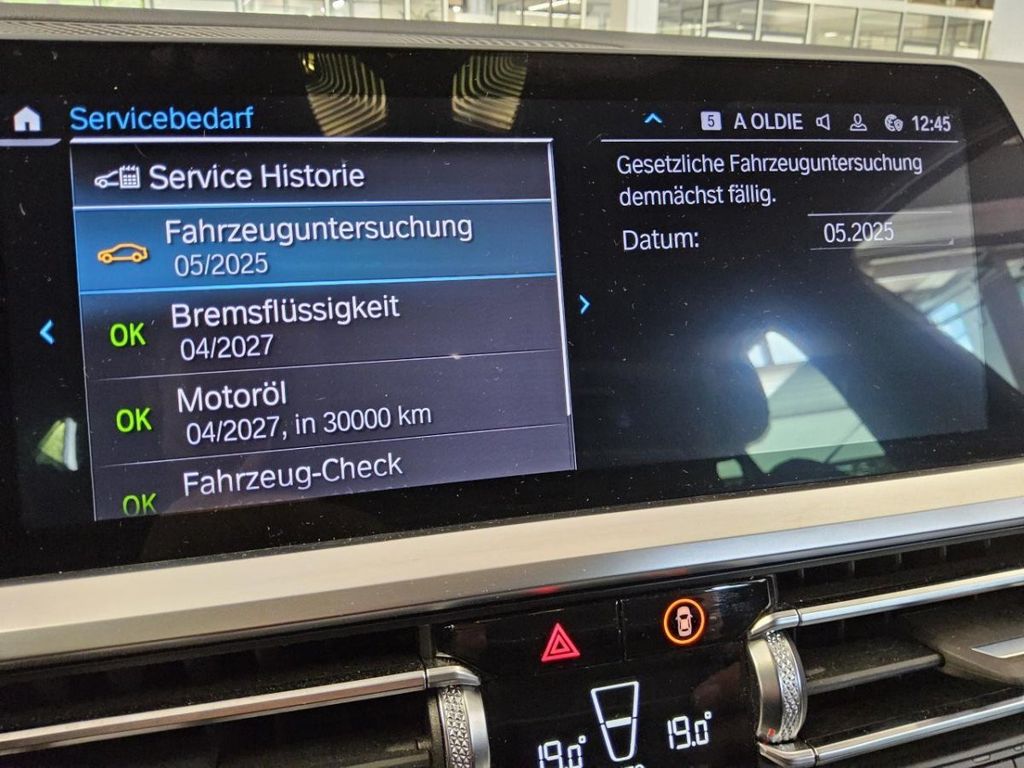 Servicebedarf
5 A OLDIE 12:45
Service Historie
Fahrzeuguntersuchung
05/2025
OK
Bremsflüssigkeit
04/2027
OK
Motoröl
04/2027, in 30000 km
OK
Fahrzeug-Check
Gesetzliche Fahrzeuguntersuchung
demnächst fällig.
Datum: 05.2025
19.0° 19.0°